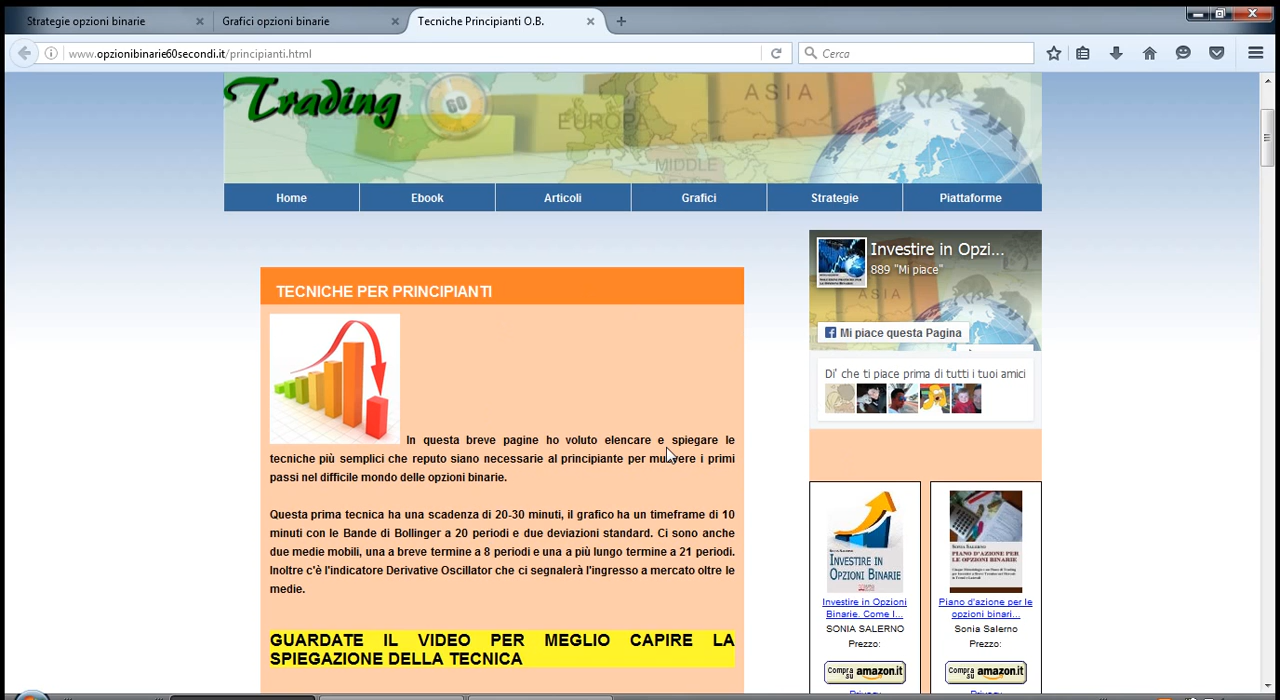 Strategie opzioni binarie
Grafici opzioni binarie
Tecniche Principianti O.B.
www.opzionibinarie60secondi.it/principianti.html
Cerca
Trading
60
EUROPA
ASIA
MIDDLE
EAST
Home
Ebook
Articoli
Grafici
Strategie
Piattaforme
TECNICHE PER PRINCIPIANTI
In questa breve pagine ho voluto elencare e spiegare le
tecniche più semplici che reputo siano necessarie al principiante per muovere i primi
passi nel difficile mondo delle opzioni binarie.
Questa prima tecnica ha una scadenza di 20-30 minuti, il grafico ha un timeframe di 10
minuti con le Bande di Bollinger a 20 periodi e due deviazioni standard. Ci sono anche
due medie mobili, una a breve termine a 8 periodi e una a più lungo termine a 21 periodi.
Inoltre c'è l'indicatore Derivative Oscillator che ci segnalerà l'ingresso a mercato oltre le
medie.
GUARDATE IL VIDEO PER MEGLIO CAPIRE LA
SPIEGAZIONE DELLA TECNICA
Investire in Opzi...
889 "Mi piace"
ASIA
Mi piace questa Pagina
Di' che ti piace prima di tutti i tuoi amici
INVESTIRE IN
OPZIONI BINARIE
Investire in Opzioni
Binarie. Come I...
SONIA SALERNO
Prezzo:
Compra
su amazon.it
Privacy
SONIA SALERNO
PIANO D'AZIONE PER
LE OPZIONI BINARIE
Piano d'azione per le
opzioni binari...
Sonia Salerno
Prezzo:
Compra
su amazon.it
Privacy